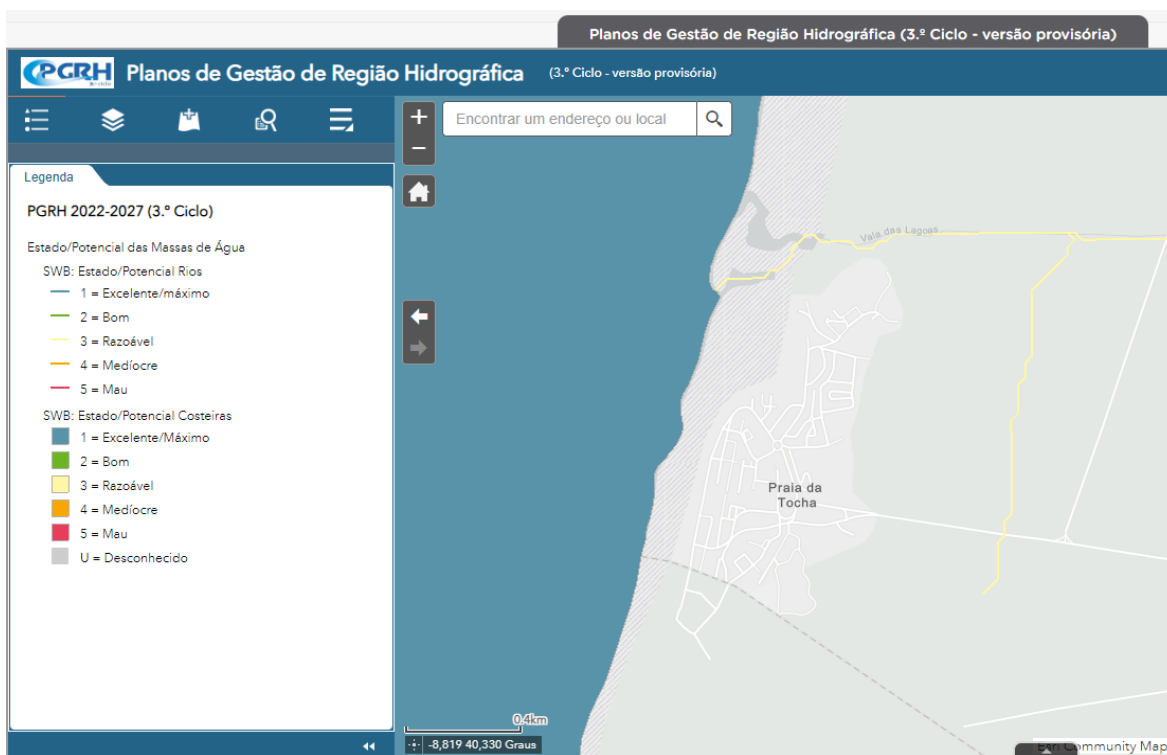 Planos de Gestão de Região Hidrográfica (3.º Ciclo - versão provisória)
PGRH Planos de Gestão de Região Hidrográfica (3.º Ciclo - versão provisória)
Encontrar um endereço ou local
Legenda
PGRH 2022-2027 (3.º Ciclo)
Estado/Potencial das Massas de Água
SWB: Estado/Potencial Rios
1 = Excelente/máximo
2 = Bom
3 = Razoável
4 = Medíocre
5 = Mau
SWB: Estado/Potencial Costeiras
1 = Excelente/Máximo
2 = Bom
3 = Razoável
4 = Medíocre
5 = Mau
U = Desconhecido
Vala das Lagoas
Praia da
Tocha
0,4km
-8,819 40,330 Graus
Esri Community Map